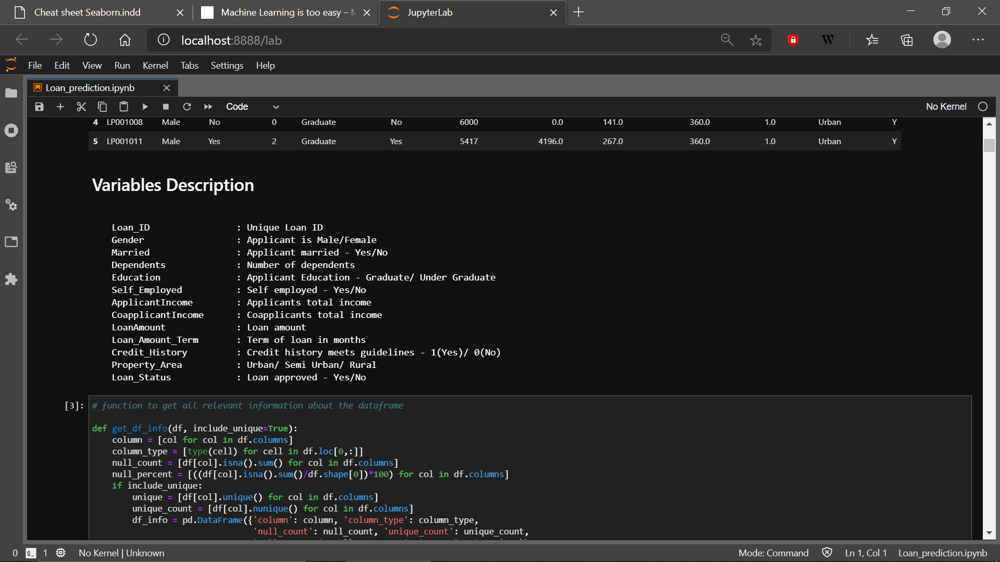 Cheat sheet Seaborn.indd
Machine Learning is too easy –
JupyterLab
localhost:8888/lab
W
File Edit View Run Kernel Tabs Settings Help
Loan_prediction.ipynb
Code
No Kernel
4 LP001008 Male No 0 Graduate No 6000 0.0 141.0 360.0 1.0 Urban Y
5 LP001011 Male Yes 2 Graduate Yes 5417 4196.0 267.0 360.0 1.0 Urban Y
Variables Description
Loan_ID : Unique Loan ID
Gender : Applicant is Male/Female
Married : Applicant married - Yes/No
Dependents : Number of dependents
Education : Applicant Education - Graduate/ Under Graduate
Self_Employed : Self employed - Yes/No
ApplicantIncome : Applicants total income
CoapplicantIncome : Coapplicants total income
LoanAmount : Loan amount
Loan_Amount_Term : Term of loan in months
Credit_History : Credit history meets guidelines - 1(Yes)/ 0(No)
Property_Area : Urban/ Semi Urban/ Rural
Loan_Status : Loan approved - Yes/No
[3]: # function to get all relevant information about the dataframe
def get_df_info(df, include_unique=True):
    column = [col for col in df.columns]
    column_type = [type(cell) for cell in df.loc[0,:]]
    null_count = [df[col].isna().sum() for col in df.columns]
    null_percent = [((df[col].isna().sum()/df.shape[0])*100) for col in df.columns]
    if include_unique:
        unique = [df[col].unique() for col in df.columns]
        unique_count = [df[col].nunique() for col in df.columns]
        df_info = pd.DataFrame({'column': column, 'column_type': column_type,
                                'null_count': null_count, 'unique_count': unique_count,
0 $_ 1 No Kernel | Unknown Mode: Command Ln 1, Col 1 Loan_prediction.ipynb